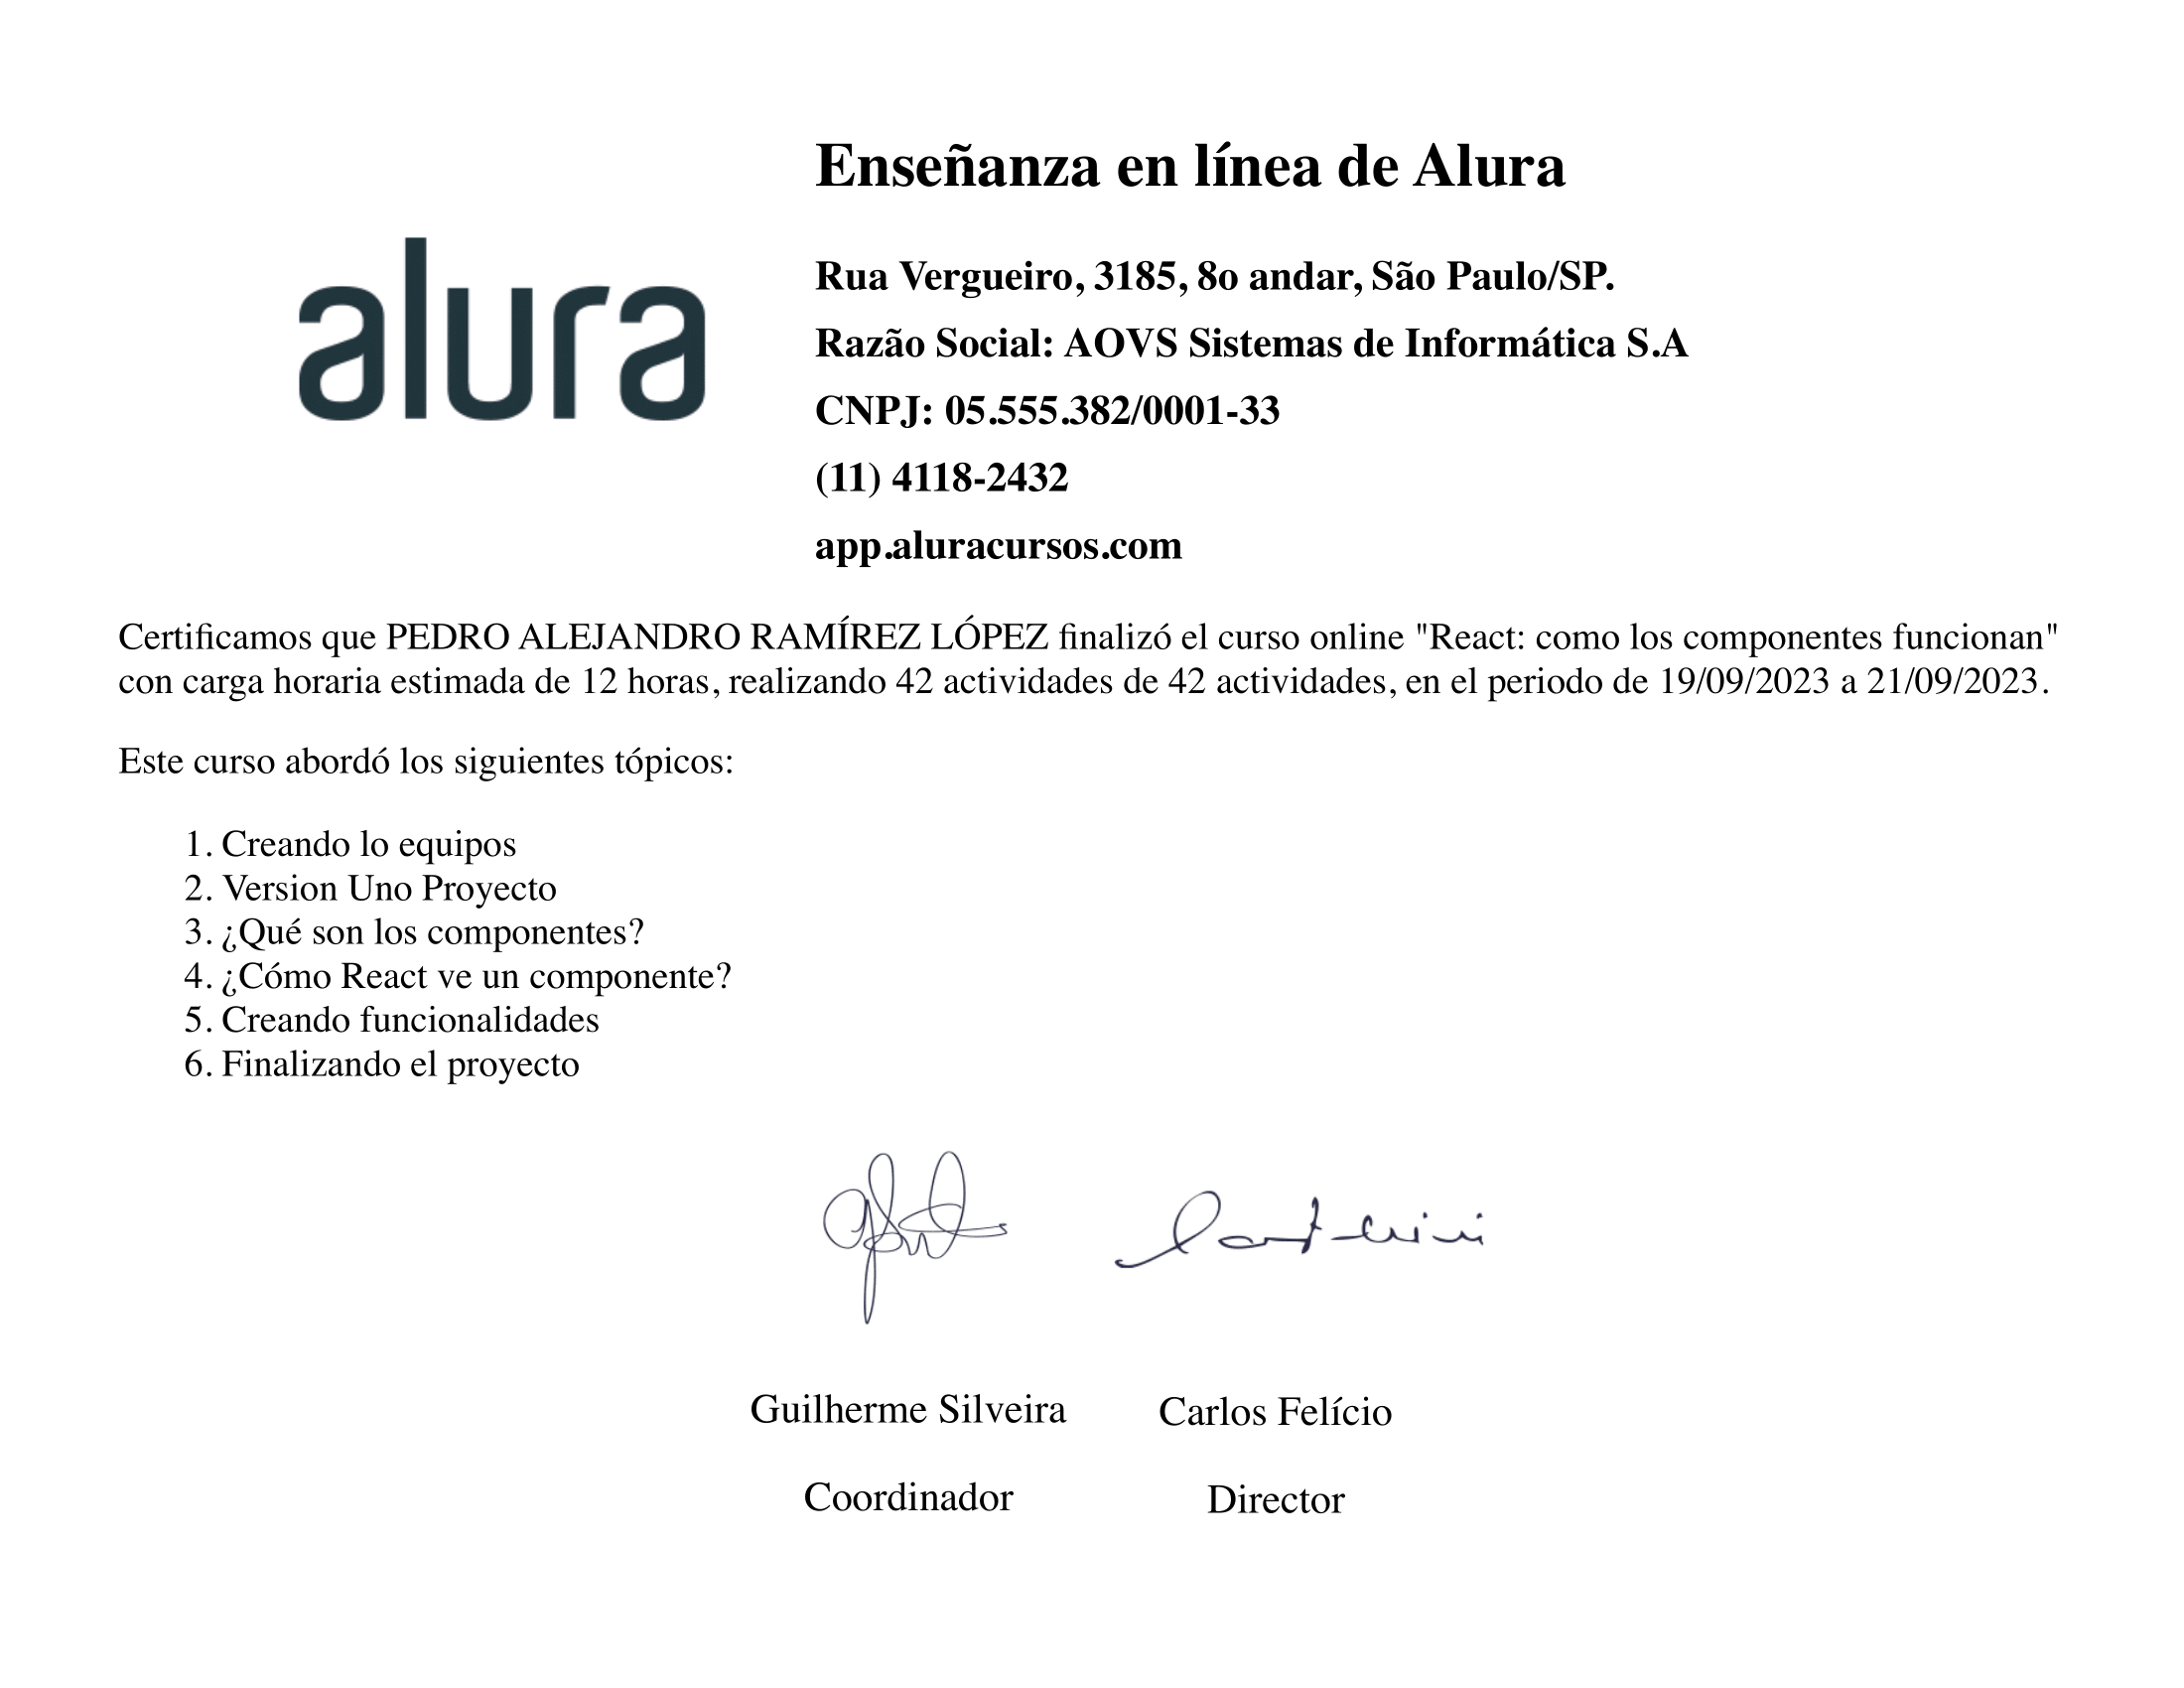 alura
Enseñanza en línea de Alura
Rua Vergueiro, 3185, 8o andar, São Paulo/SP.
Razão Social: AOVS Sistemas de Informática S.A
CNPJ: 05.555.382/0001-33
(11) 4118-2432
app.aluracursos.com
Certificamos que PEDRO ALEJANDRO RAMÍREZ LÓPEZ finalizó el curso online "React: como los componentes funcionan"
con carga horaria estimada de 12 horas, realizando 42 actividades de 42 actividades, en el periodo de 19/09/2023 a 21/09/2023.
Este curso abordó los siguientes tópicos:
1. Creando lo equipos
2. Version Uno Proyecto
3. ¿Qué son los componentes?
4. ¿Cómo React ve un componente?
5. Creando funcionalidades
6. Finalizando el proyecto
Guilherme Silveira Carlos Felício
Coordinador Director